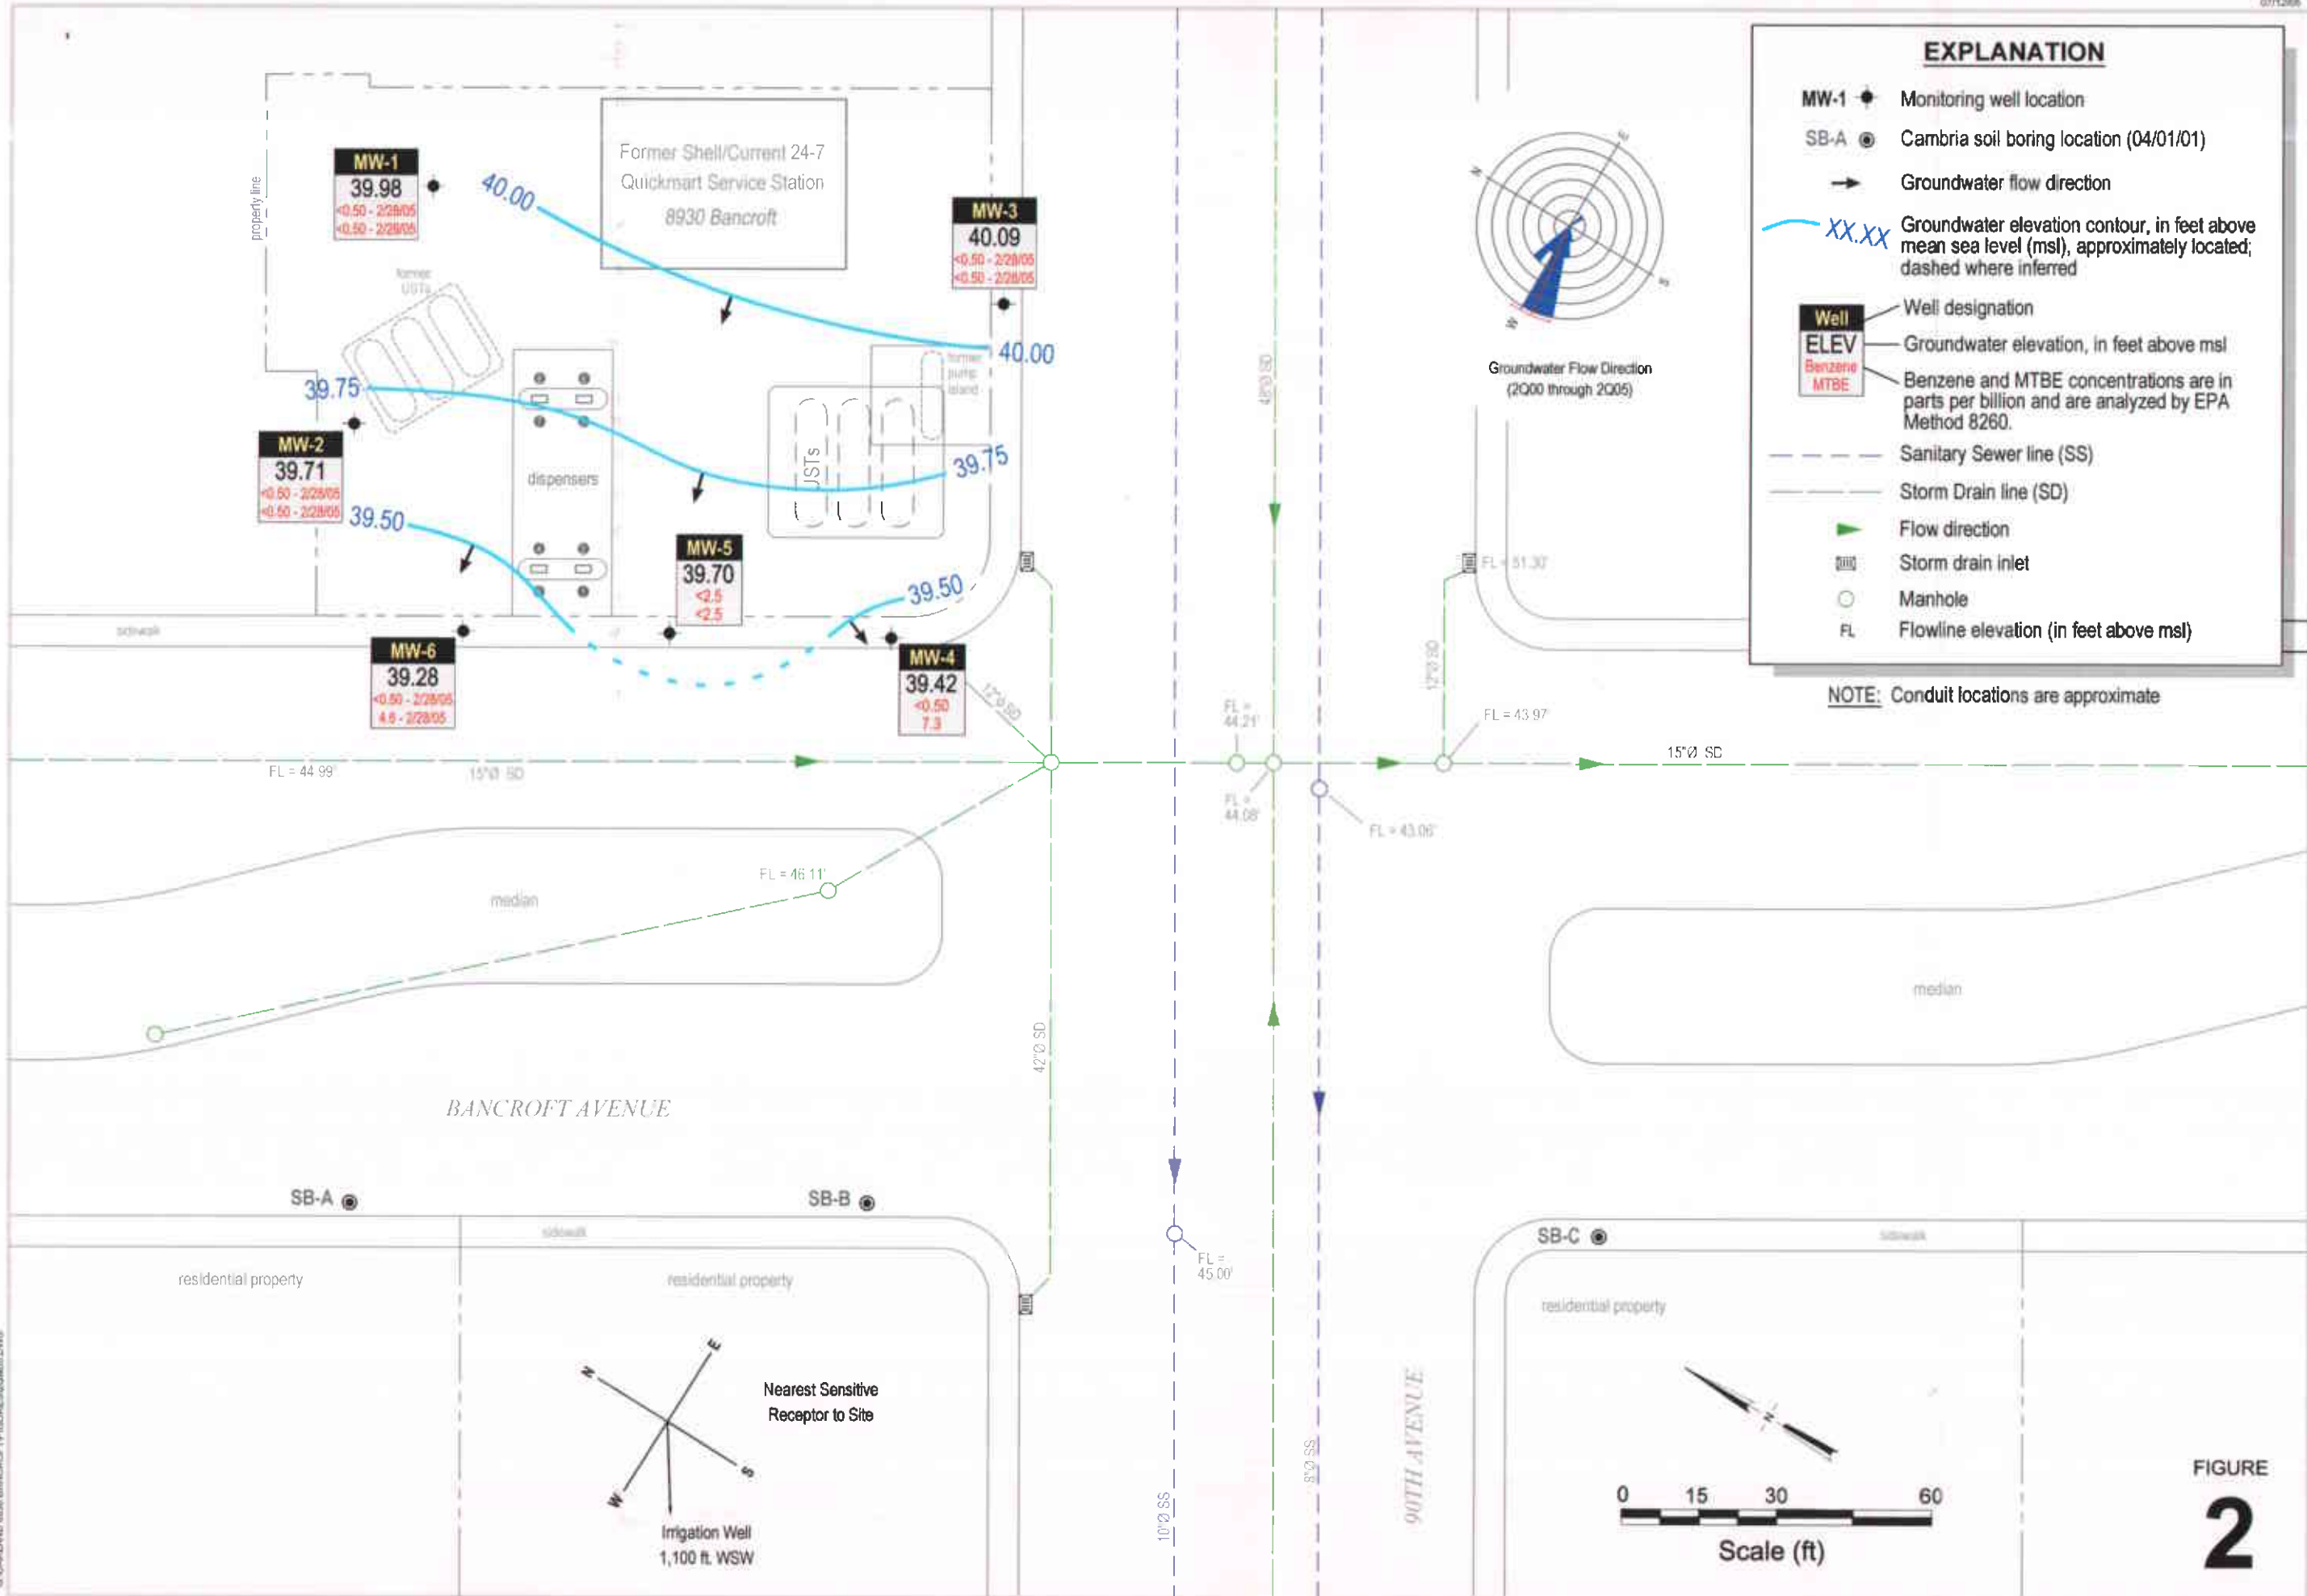 07/12/05
EXPLANATION
MW-1 Monitoring well location
SB-A Cambria soil boring location (04/01/01)
Groundwater flow direction
XX.XX Groundwater elevation contour, in feet above
mean sea level (msl), approximately located;
dashed where inferred
Well
ELEV
Benzene
MTBE
Well designation
Groundwater elevation, in feet above msl
Benzene and MTBE concentrations are in
parts per billion and are analyzed by EPA
Method 8260.
Sanitary Sewer line (SS)
Storm Drain line (SD)
Flow direction
Storm drain inlet
Manhole
FL Flowline elevation (in feet above msl)
NOTE: Conduit locations are approximate
property line
MW-1
39.98
<0.50 - 2/28/05
<0.50 - 2/28/05
40.00
Former Shell/Current 24-7
Quickmart Service Station
8930 Bancroft
MW-3
40.09
<0.50 - 2/28/05
<0.50 - 2/28/05
40.00
former
USTs
former
pump
island
39.75
MW-2
39.71
<0.50 - 2/28/05
<0.50 - 2/28/05
dispensers
USTs
39.75
39.50
MW-5
39.70
<2.5
<2.5
39.50
sidewalk
MW-6
39.28
<0.50 - 2/28/05
4.6 - 2/28/05
MW-4
39.42
<0.50
7.3
N
E
S
W
Groundwater Flow Direction
(2Q00 through 2Q05)
48"Ø SD
FL = 51.30'
12"Ø SD
12"Ø SD
FL =
44.21'
FL = 43.97'
15"Ø SD
FL = 44.99'
15"Ø SD
FL =
44.08'
FL = 43.06'
FL = 46.11'
median
median
42"Ø SD
BANCROFT AVENUE
SB-A
SB-B
SB-C
sidewalk
sidewalk
FL =
45.00'
residential property
residential property
residential property
N
E
S
W
Nearest Sensitive
Receptor to Site
Irrigation Well
1,100 ft. WSW
10"Ø SS
8"Ø SS
90TH AVENUE
N
0 15 30 60
Scale (ft)
FIGURE
2